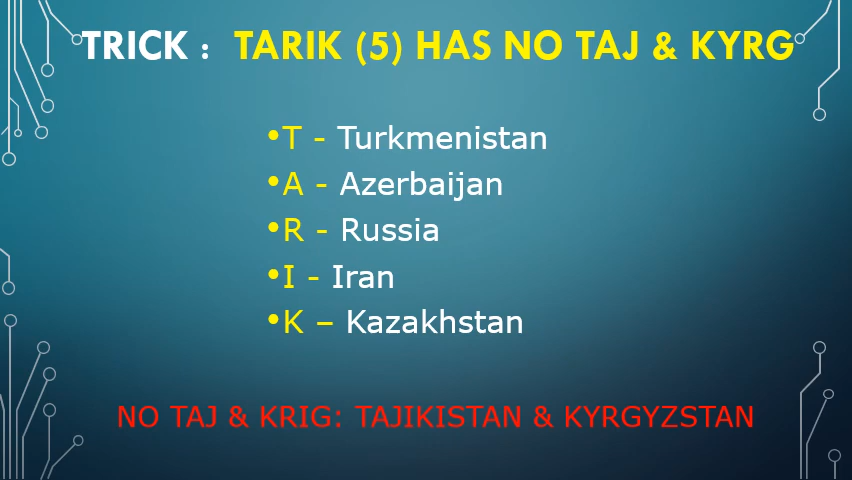 TRICK : TARIK (5) HAS NO TAJ & KYRG
•T - Turkmenistan
•A - Azerbaijan
•R - Russia
•I - Iran
•K – Kazakhstan
NO TAJ & KRIG: TAJIKISTAN & KYRGYZSTAN